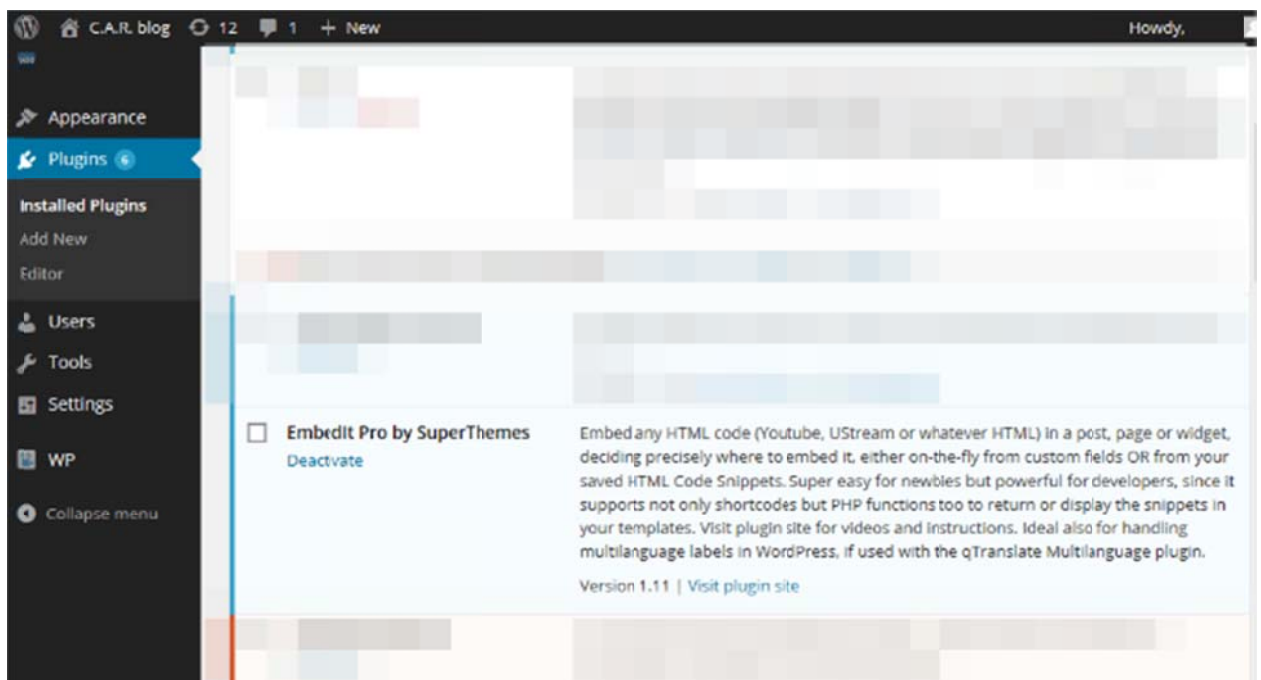 C.A.R. blog 12 1 + New Howdy,
Appearance
Plugins 6
Installed Plugins
Add New
Editor
Users
Tools
Settings
WP
Collapse menu
EmbedIt Pro by SuperThemes
Deactvate
Embed any HTML code (Youtube, UStream or whatever HTML) in a post, page or widget,
deciding precisely where to embed it, either on-the-fly from custom fields OR from your
saved HTML Code Snippets. Super easy for newbies but powerful for developers, since it
supports not only shortcodes but PHP functions too to return or display the snippets in
your templates. Visit plugin site for videos and instructions. Ideal also for handling
multilanguage labels in WordPress, if used with the qTranslate Multilanguage plugin.
Version 1.11 | Visit plugin site